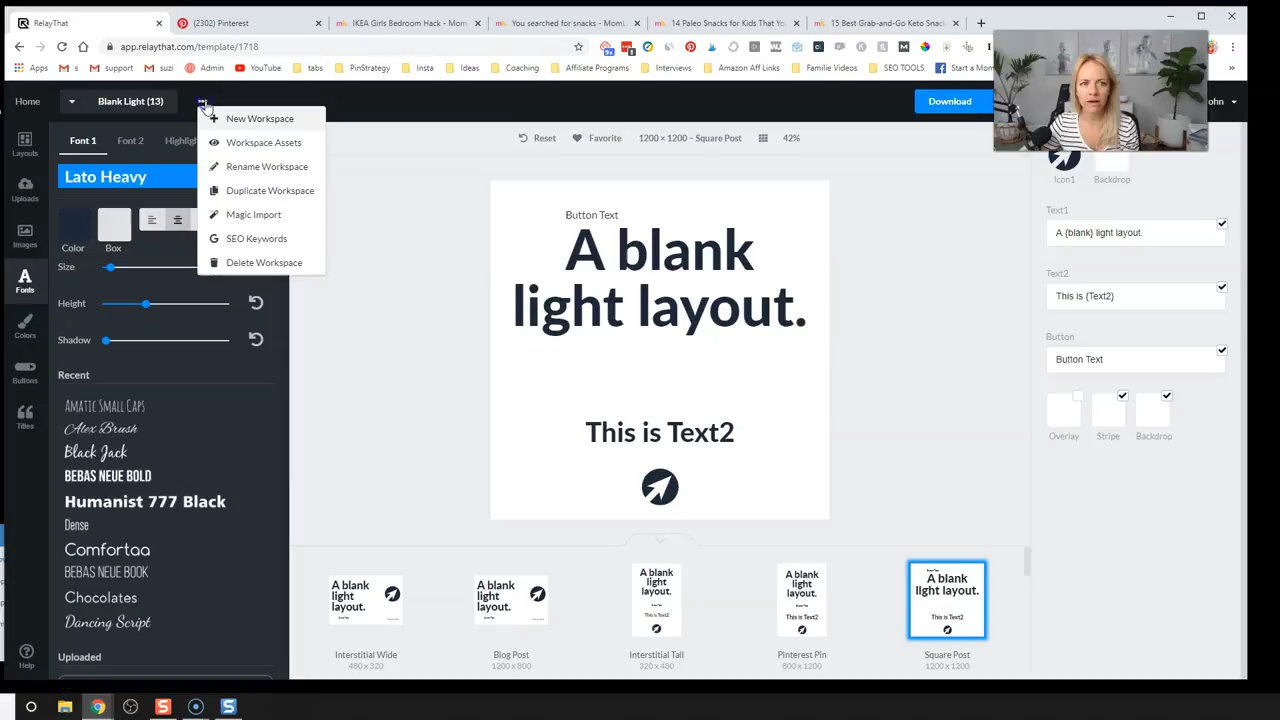 RelayThat
(2302) Pinterest
IKEA Girls Bedroom Hack - Mom
You searched for snacks - MomL
14 Paleo Snacks for Kids That Yo
15 Best Grab-and-Go Keto Snac
app.relaythat.com/template/1718
Apps
s
support
suzi
Admin
YouTube
tabs
PinStrategy
Insta
Ideas
Coaching
Affiliate Programs
Interviews
Amazon Aff Links
Familie Videos
SEO TOOLS
Start a Mom
Home
Blank Light (13)
Download
ohn
New Workspace
Workspace Assets
Rename Workspace
Duplicate Workspace
Magic Import
SEO Keywords
Delete Workspace
Layouts
Uploads
Images
Fonts
Colors
Buttons
Titles
Help
Font 1
Font 2
Highligh
Lato Heavy
Color
Box
Size
Height
Shadow
Recent
Amatic Small Caps
Alex Brush
Black Jack
BEBAS NEUE BOLD
Humanist 777 Black
Dense
Comfortaa
BEBAS NEUE BOOK
Chocolates
Dancing Script
Uploaded
Reset
Favorite
1200 × 1200 – Square Post
42%
Button Text
A blank
light layout.
This is Text2
Icon1
Backdrop
Text1
A {blank} light layout.
Text2
This is {Text2}
Button
Button Text
Overlay
Stripe
Backdrop
A blank
light
layout.
Interstitial Wide
480 x 320
A blank
light
layout.
Blog Post
1200 x 800
A blank
light
layout.
This is Text2
Interstitial Tall
320 x 480
A blank
light
layout.
This is Text2
Pinterest Pin
800 x 1200
A blank
light layout.
This is Text2
Square Post
1200 x 1200